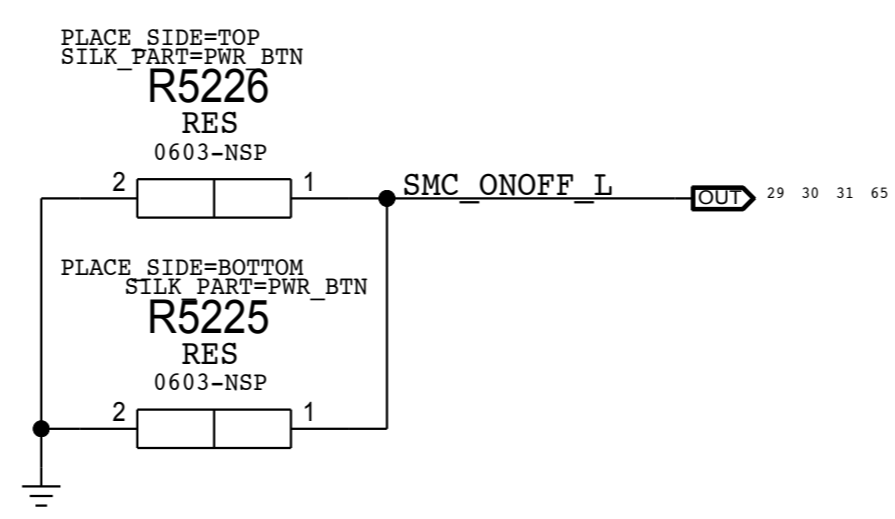 PLACE_SIDE=TOP
SILK_PART=PWR_BTN
R5226
RES
0603-NSP
2 1
SMC_ONOFF_L
OUT 29 30 31 65
PLACE_SIDE=BOTTOM
SILK_PART=PWR_BTN
R5225
RES
0603-NSP
2 1